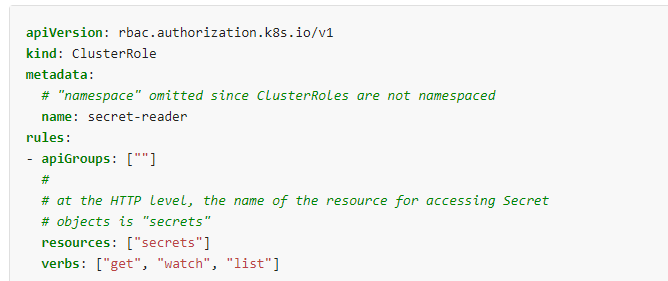 apiVersion: rbac.authorization.k8s.io/v1
kind: ClusterRole
metadata:
  # "namespace" omitted since ClusterRoles are not namespaced
  name: secret-reader
rules:
- apiGroups: [""]
  #
  # at the HTTP level, the name of the resource for accessing Secret
  # objects is "secrets"
  resources: ["secrets"]
  verbs: ["get", "watch", "list"]